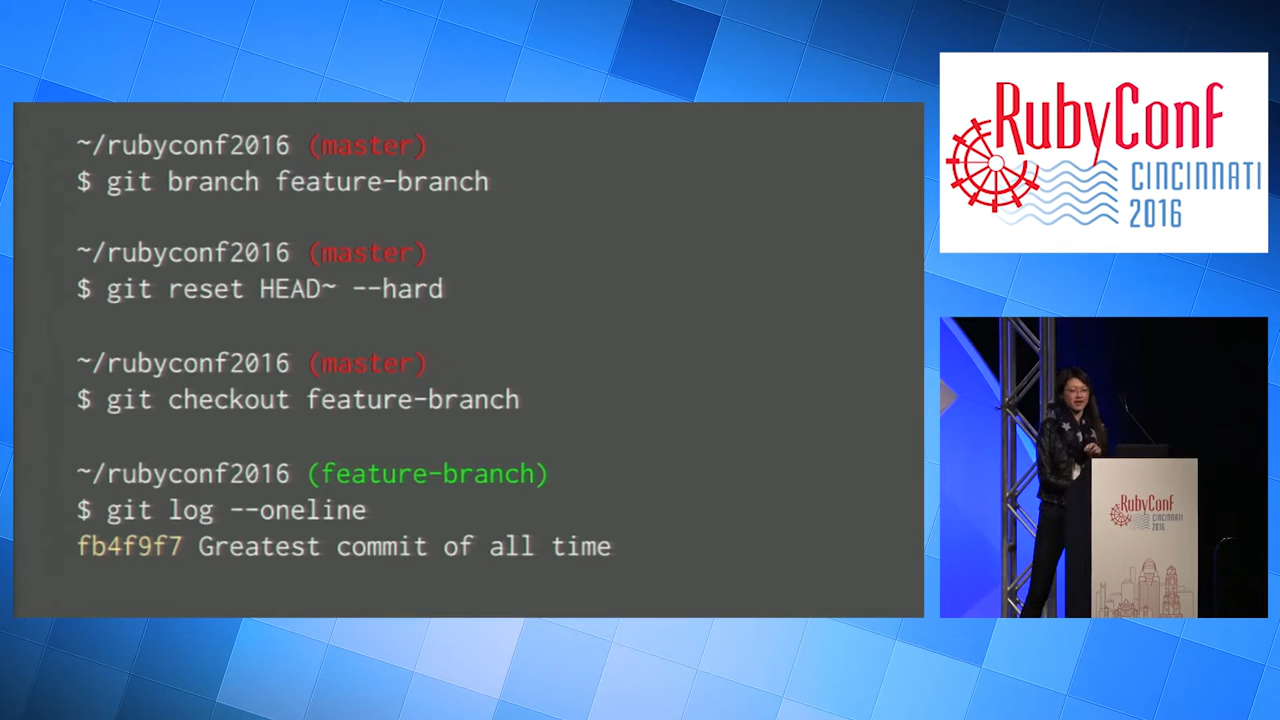 ~/rubyconf2016 (master)
$ git branch feature-branch
~/rubyconf2016 (master)
$ git reset HEAD~ --hard
~/rubyconf2016 (master)
$ git checkout feature-branch
~/rubyconf2016 (feature-branch)
$ git log --oneline
fb4f9f7 Greatest commit of all time
RubyConf
CINCINNATI
2016
RubyConf
CINCINNATI
2016